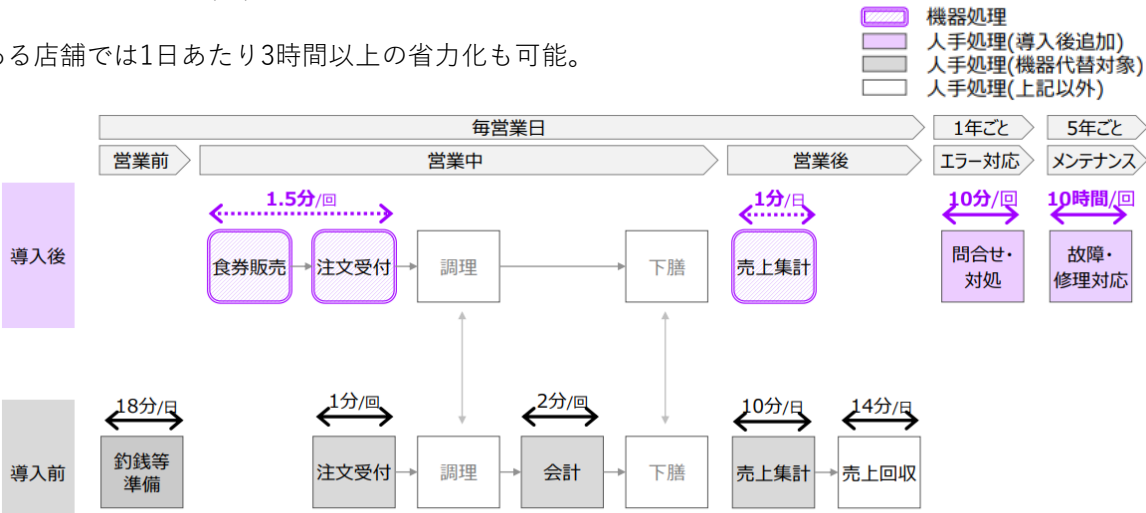 機器処理
人手処理(導入後追加)
人手処理(機器代替対象)
人手処理(上記以外)
る店舗では1日あたり3時間以上の省力化も可能。
毎営業日
1年ごと
5年ごと
営業前
営業中
営業後
エラー対応
メンテナンス
導入後
1.5分/回
1分/日
10分/回
10時間/回
食券販売
注文受付
調理
下膳
売上集計
問合せ・
対処
故障・
修理対応
導入前
18分/日
1分/回
2分/回
10分/日
14分/日
釣銭等
準備
注文受付
調理
会計
下膳
売上集計
売上回収